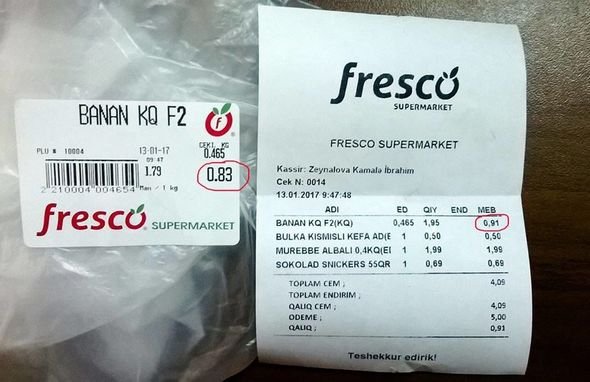 BANAN KQ F2
PLU # 10004
13-01-17
ÇEKİ, KG
09:47
0.465
1.79
0.83
Man / 1 kg
2210004004654
fresco SUPERMARKET
fresco
SUPERMARKET
FRESCO SUPERMARKET
Kassir: Zeynalova Kamalə İbrahim
Cek N: 0014
13.01.2017 9:47:48
ADI ED QIY END MEB
BANAN KQ F2(KQ) 0,465 1,95 0,91
BULKA KISMISLI KEFA AD(E 1 0,50 0,50
MUREBBE ALBALI 0,4KQ(ED 1 1,99 1,99
SOKOLAD SNICKERS 55QR 1 0,69 0,69
TOPLAM CEM ; 4,09
TOPLAM ENDIRIM ;
QALIQ CEM ; 4,09
ODEME ; 5,00
QALIQ ; 0,91
Teshekkur edirik!